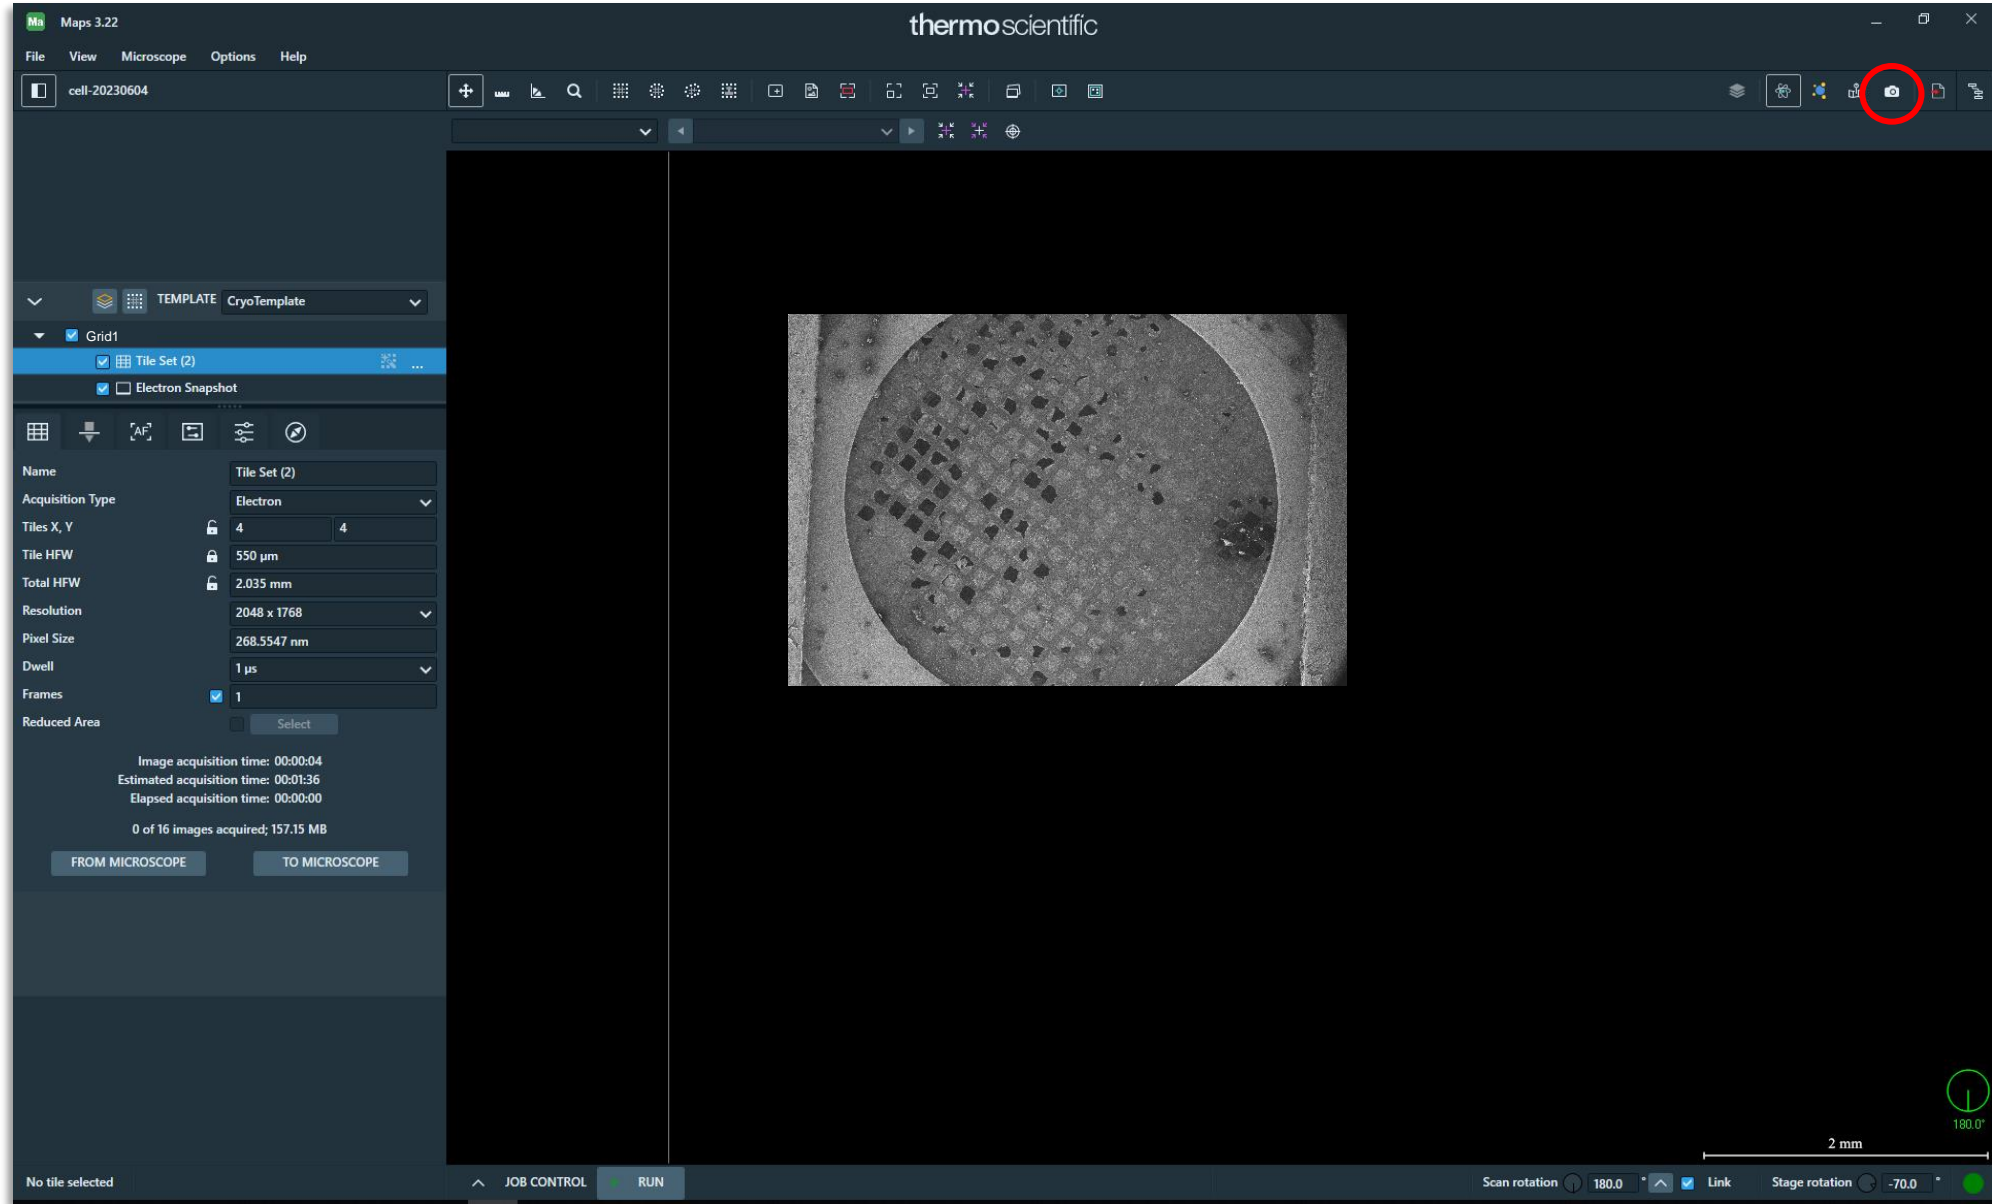 Ma Maps 3.22
thermoscientific
File View Microscope Options Help
cell-20230604
TEMPLATE CryoTemplate
Grid1
Tile Set (2) ...
Electron Snapshot
[AF]
Name Tile Set (2)
Acquisition Type Electron
Tiles X, Y 4 4
Tile HFW 550 µm
Total HFW 2.035 mm
Resolution 2048 x 1768
Pixel Size 268.5547 nm
Dwell 1 µs
Frames 1
Reduced Area Select
Image acquisition time: 00:00:04
Estimated acquisition time: 00:01:36
Elapsed acquisition time: 00:00:00
0 of 16 images acquired; 157.15 MB
FROM MICROSCOPE TO MICROSCOPE
180.0°
2 mm
No tile selected
JOB CONTROL RUN
Scan rotation 180.0 ° Link Stage rotation -70.0 °